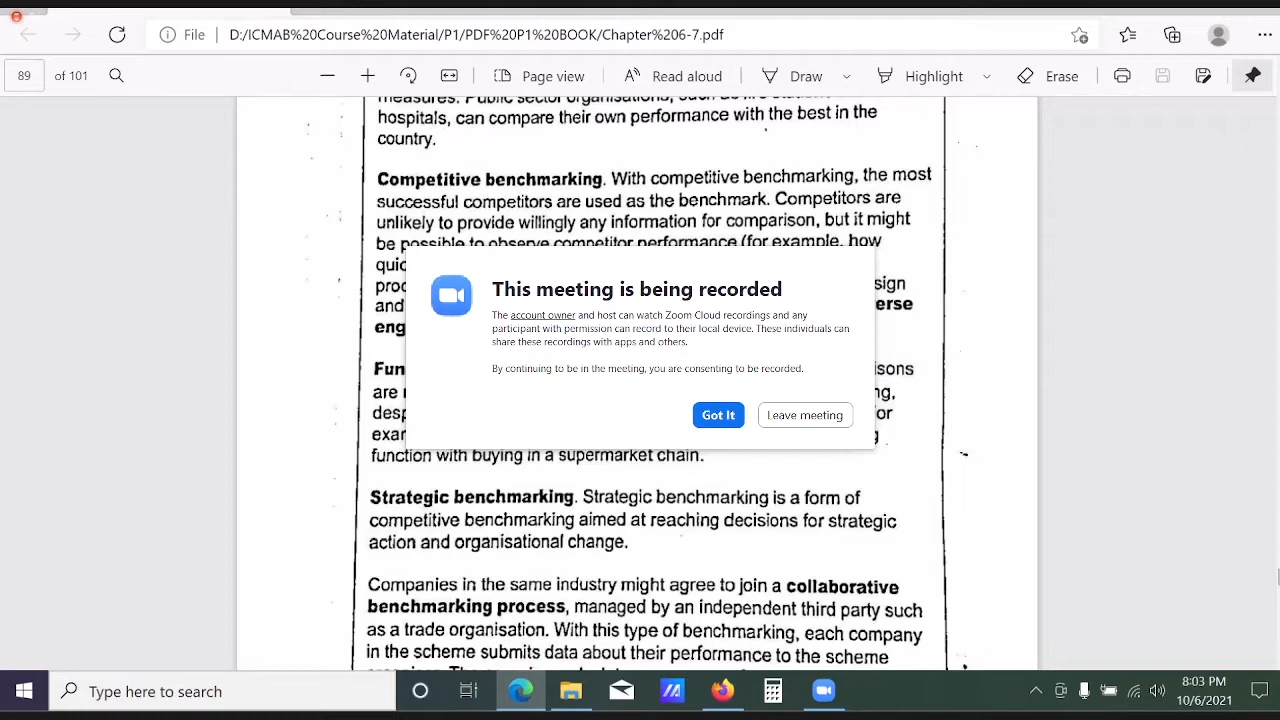 File
D:/ICMAB%20Course%20Material/P1/PDF%20P1%20BOOK/Chapter%206-7.pdf
89 of 101
Page view
Read aloud
Draw
Highlight
Erase
hospitals, can compare their own performance with the best in the
country.
Competitive benchmarking. With competitive benchmarking, the most
successful competitors are used as the benchmark. Competitors are
unlikely to provide willingly any information for comparison, but it might
be possible to observe competitor performance (for example, how
This meeting is being recorded
The account owner and host can watch Zoom Cloud recordings and any
participant with permission can record to their local device. These individuals can
share these recordings with apps and others.
By continuing to be in the meeting, you are consenting to be recorded.
Got It
Leave meeting
function with buying in a supermarket chain.
Strategic benchmarking. Strategic benchmarking is a form of
competitive benchmarking aimed at reaching decisions for strategic
action and organisational change.
Companies in the same industry might agree to join a collaborative
benchmarking process, managed by an independent third party such
as a trade organisation. With this type of benchmarking, each company
in the scheme submits data about their performance to the scheme
Type here to search
8:03 PM
10/6/2021